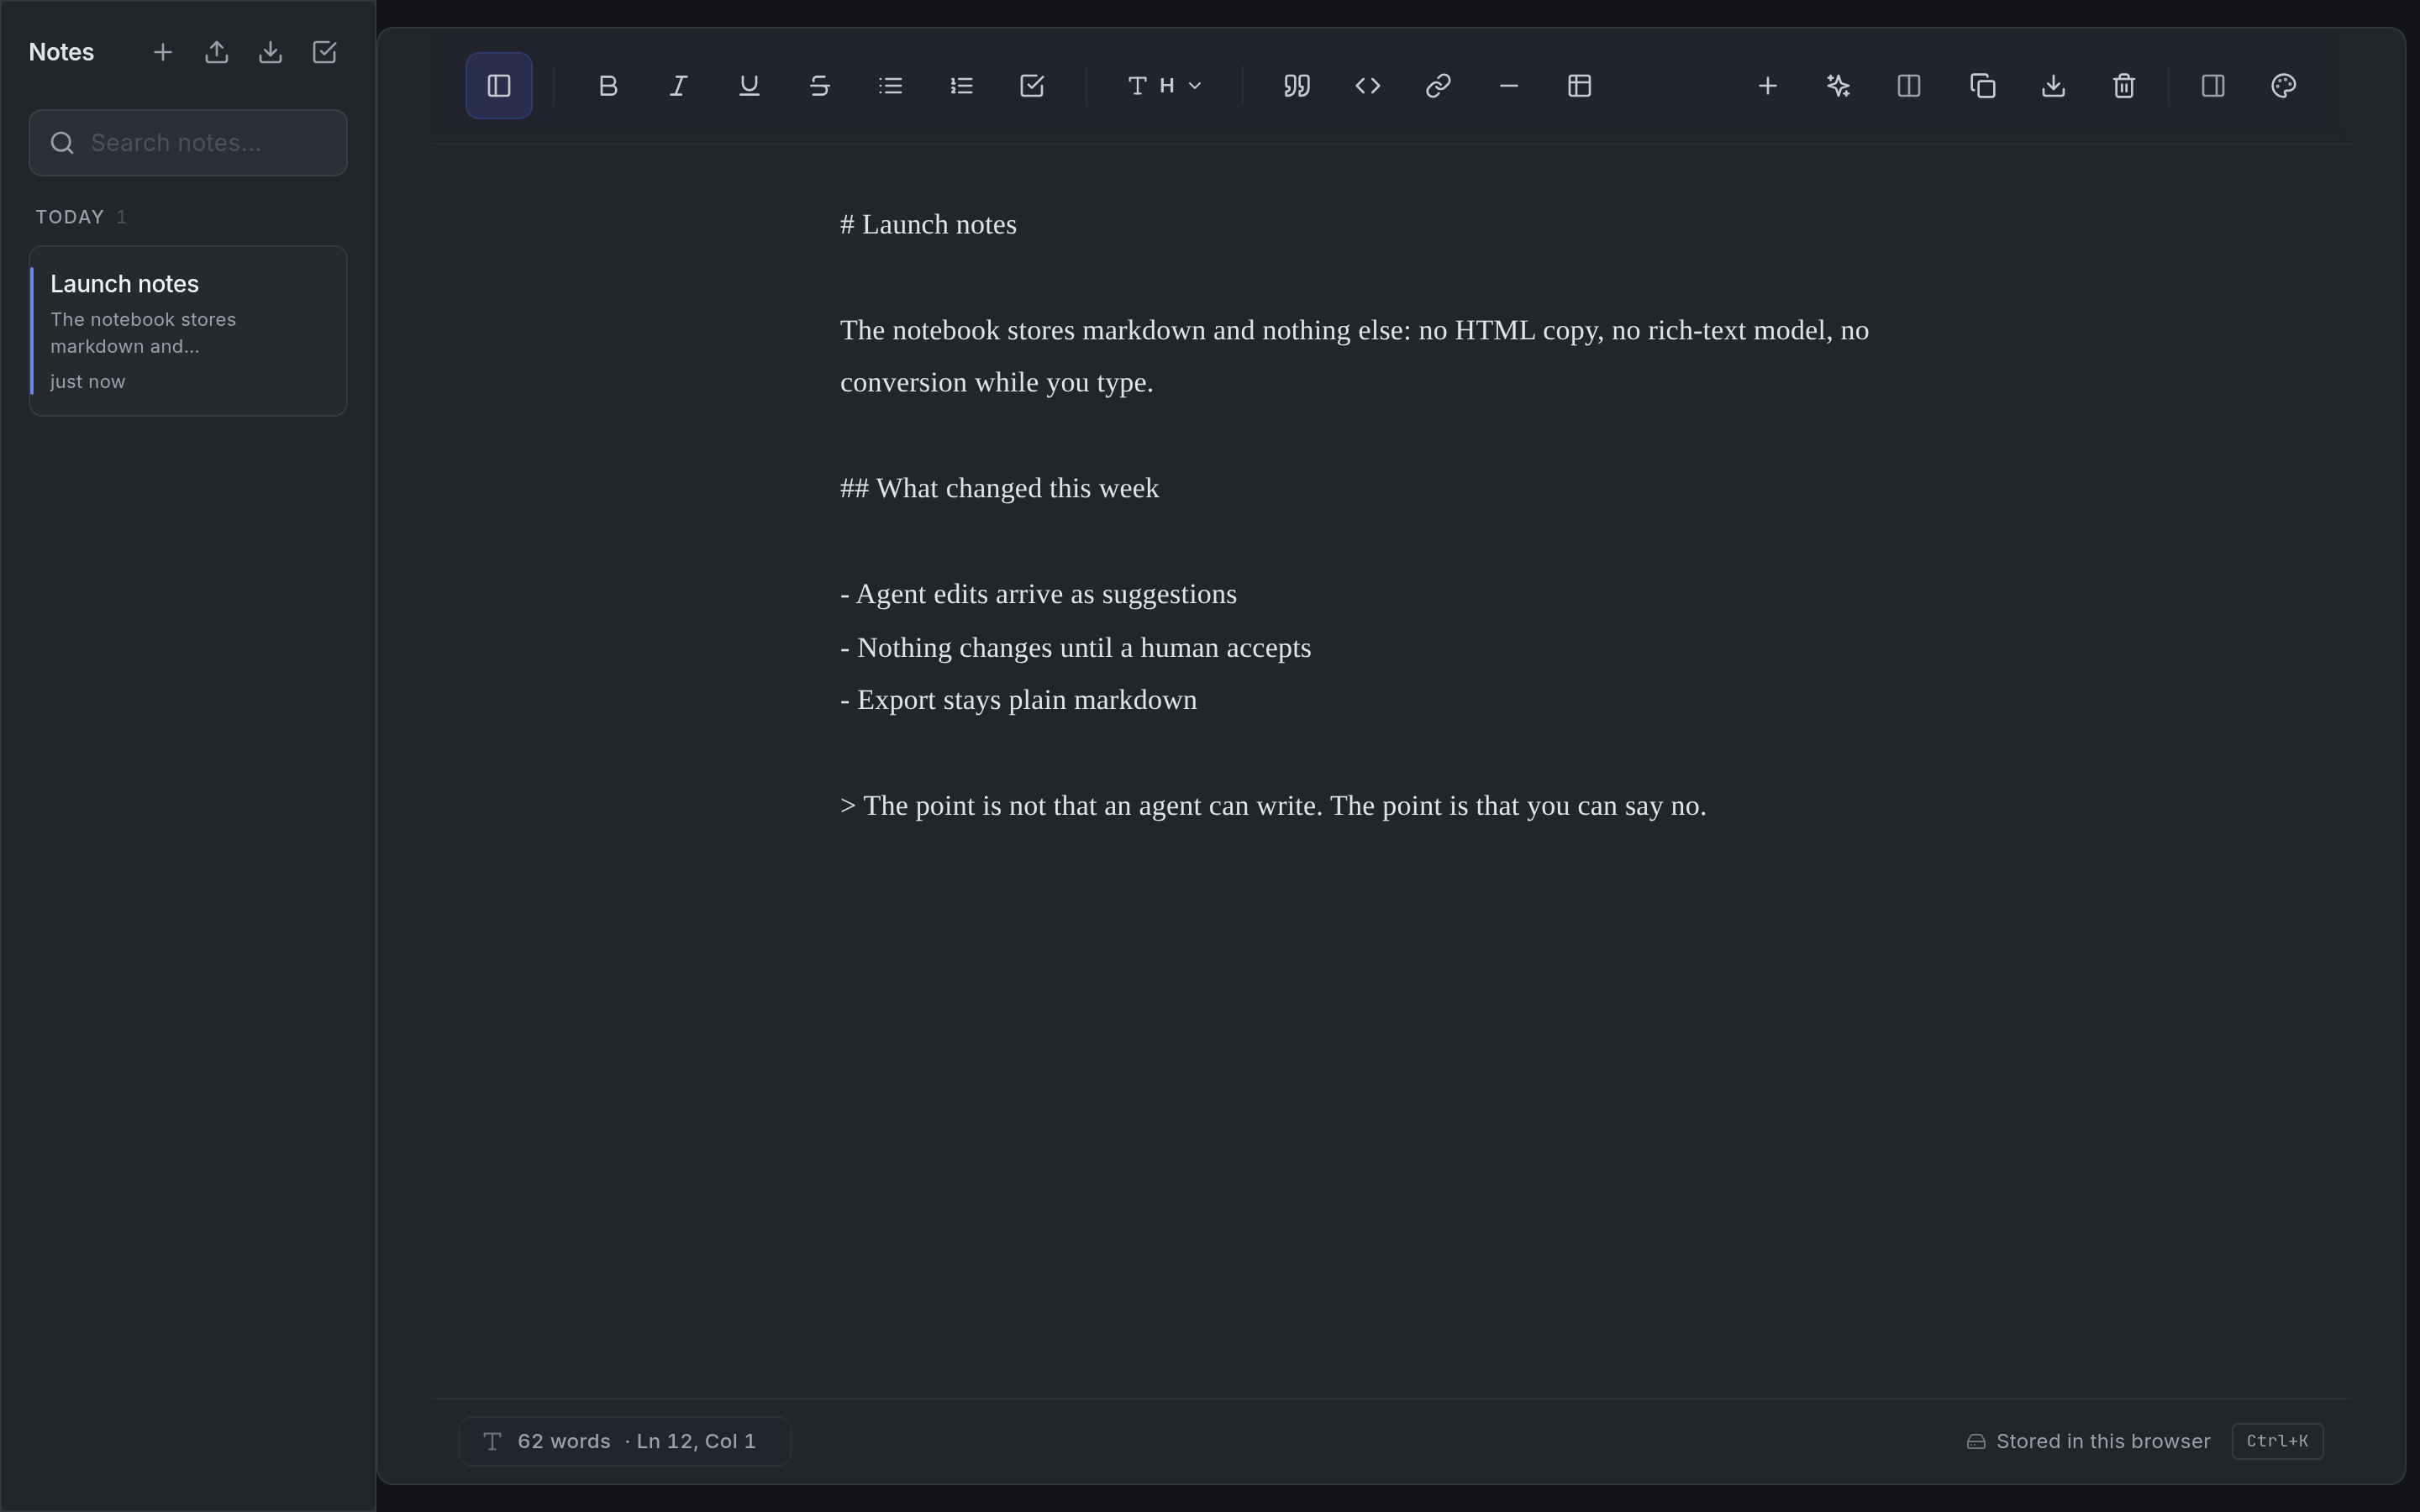 Notes
Search notes...
TODAY 1
Launch notes
The notebook stores
markdown and...
just now
H
# Launch notes
The notebook stores markdown and nothing else: no HTML copy, no rich-text model, no
conversion while you type.
## What changed this week
- Agent edits arrive as suggestions
- Nothing changes until a human accepts
- Export stays plain markdown
> The point is not that an agent can write. The point is that you can say no.
62 words · Ln 12, Col 1
Stored in this browser Ctrl+K